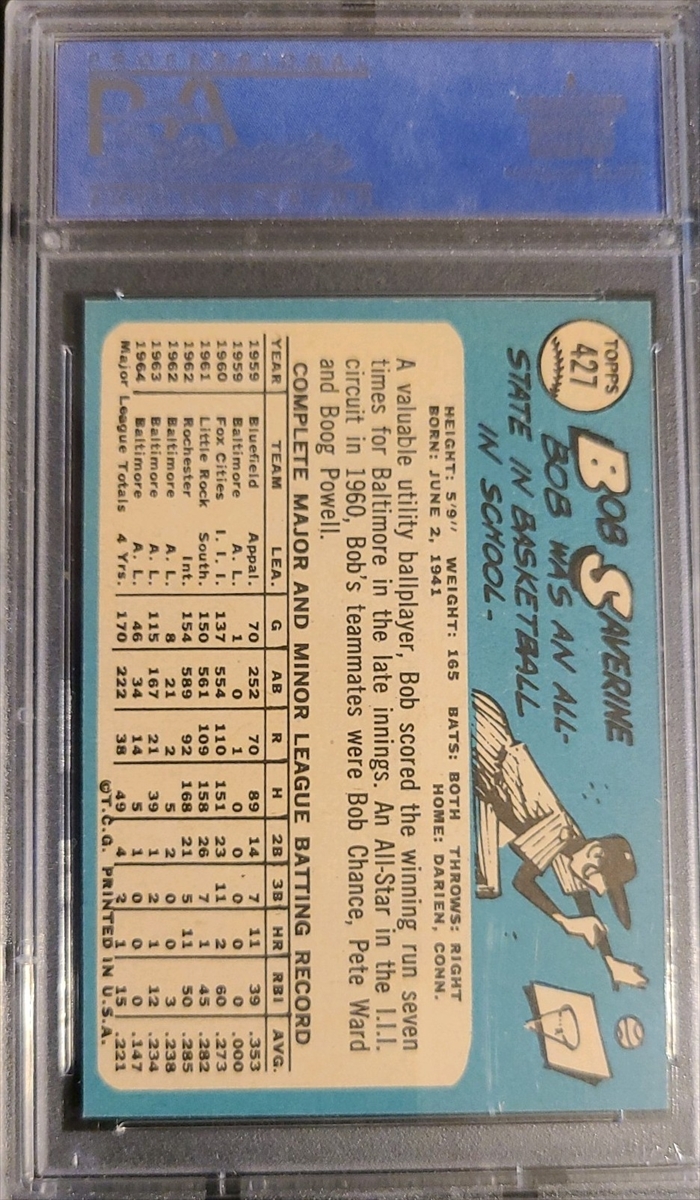 PROFESSIONAL
PSA
TOPPS
427
BOB SAVERINE
BOB WAS AN ALL-
STATE IN BASKETBALL
IN SCHOOL-
HEIGHT: 5'9" WEIGHT: 165 BATS: BOTH THROWS: RIGHT
BORN: JUNE 2, 1941 HOME: DARIEN, CONN.
A valuable utility ballplayer, Bob scored the winning run seven
times for Baltimore in the late innings. An All-Star in the I.I.I.
circuit in 1960, Bob's teammates were Bob Chance, Pete Ward
and Boog Powell.
COMPLETE MAJOR AND MINOR LEAGUE BATTING RECORD
YEAR TEAM LEA. G AB R H 2B 3B HR RBI AVG.
1959 Bluefield Appal. 70 252 70 89 14 7 11 39 .353
1959 Baltimore A. L. 1 0 1 0 0 0 0 0 .000
1960 Fox Cities I. I. I. 137 554 110 151 23 11 2 60 .273
1961 Little Rock South. 150 561 109 158 26 7 1 45 .282
1962 Rochester Int. 154 589 92 168 21 5 11 50 .285
1962 Baltimore A. L. 8 21 2 5 2 0 0 3 .238
1963 Baltimore A. L. 115 167 21 39 1 2 1 12 .234
1964 Baltimore A. L. 46 34 14 5 1 0 0 0 .147
Major League Totals 4 Yrs. 170 222 38 49 4 2 1 15 .221
©T.C.G. PRINTED IN U.S.A.